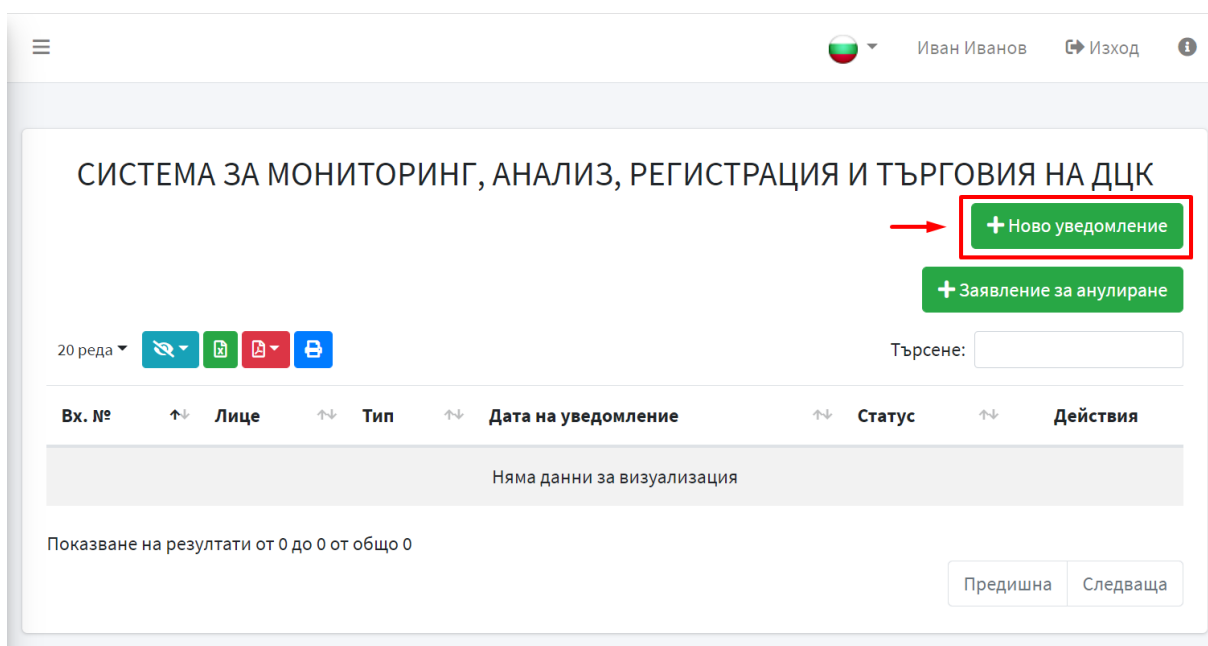 Иван Иванов Изход
СИСТЕМА ЗА МОНИТОРИНГ, АНАЛИЗ, РЕГИСТРАЦИЯ И ТЪРГОВИЯ НА ДЦК
Ново уведомление
Заявление за анулиране
20 реда Търсене:
Вх. № Лице Тип Дата на уведомление Статус Действия
Няма данни за визуализация
Показване на резултати от 0 до 0 от общо 0
Предишна Следваща